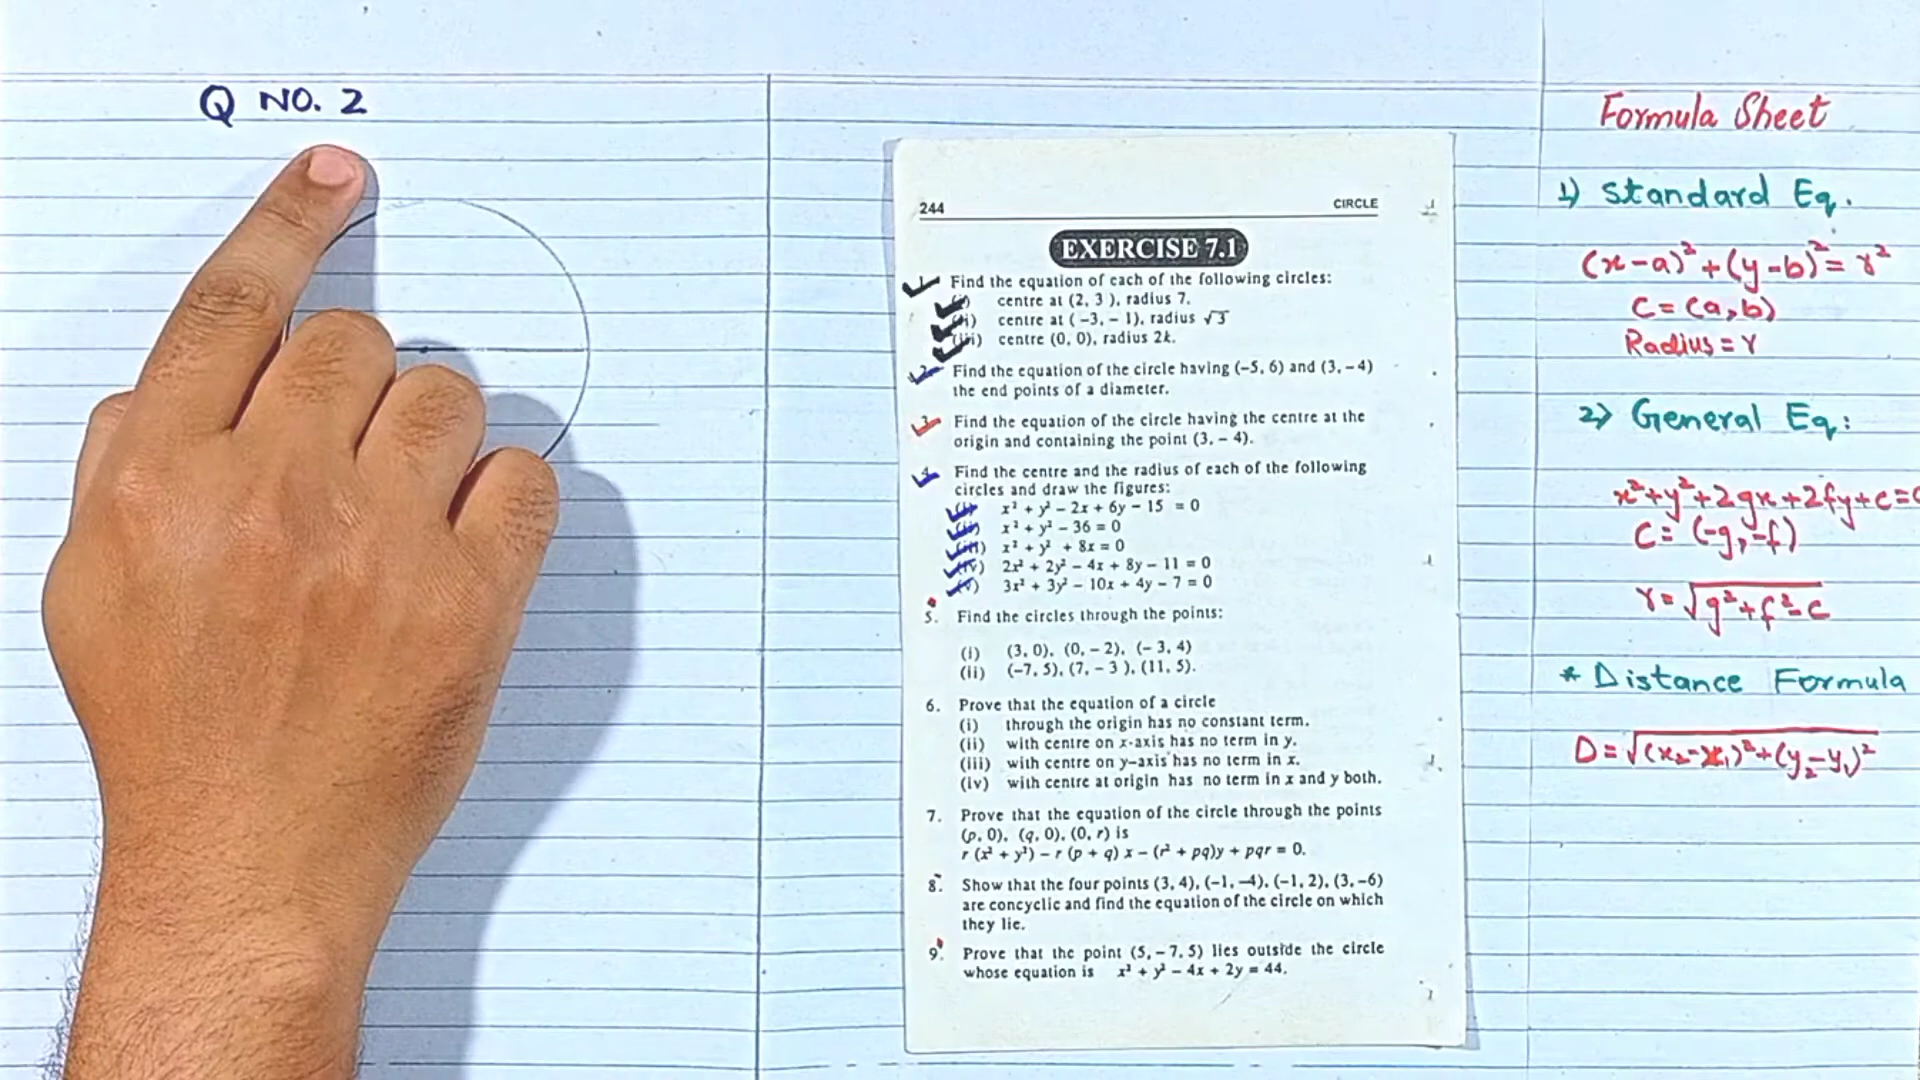 Q NO. 2
244 CIRCLE
EXERCISE 7.1
1. Find the equation of each of the following circles:
(i) centre at (2, 3 ), radius 7.
(ii) centre at ( −3, − 1), radius √3
(iii) centre (0, 0), radius 2k.
2. Find the equation of the circle having (−5, 6) and (3, −4)
the end points of a diameter.
3. Find the equation of the circle having the centre at the
origin and containing the point (3, − 4).
4. Find the centre and the radius of each of the following
circles and draw the figures:
(i) x² + y² − 2x + 6y − 15 = 0
(ii) x² + y² − 36 = 0
(iii) x² + y² + 8x = 0
(iv) 2x² + 2y² − 4x + 8y − 11 = 0
(v) 3x² + 3y² − 10x + 4y − 7 = 0
5. Find the circles through the points:
(i) (3, 0), (0, − 2), (− 3, 4)
(ii) (−7, 5), (7, − 3 ), (11, 5).
6. Prove that the equation of a circle
(i) through the origin has no constant term.
(ii) with centre on x-axis has no term in y.
(iii) with centre on y−axis has no term in x.
(iv) with centre at origin has no term in x and y both.
7. Prove that the equation of the circle through the points
(p, 0), (q, 0), (0, r) is
r (x² + y²) − r (p + q) x − (r² + pq)y + pqr = 0.
8. Show that the four points (3, 4), (−1, −4), (−1, 2), (3, −6)
are concyclic and find the equation of the circle on which
they lie.
9. Prove that the point (5, − 7, 5) lies outside the circle
whose equation is x² + y² − 4x + 2y = 44.
Formula Sheet
1) Standard Eq.
(x-a)²+(y-b)²= r²
C=(a,b)
Radius = r
2) General Eq:
x²+y²+2gx+2fy+c=
C= (-g,-f)
r= √g²+f²-c
* Distance Formula
D=√(x₂-x₁)²+(y₂-y₁)²